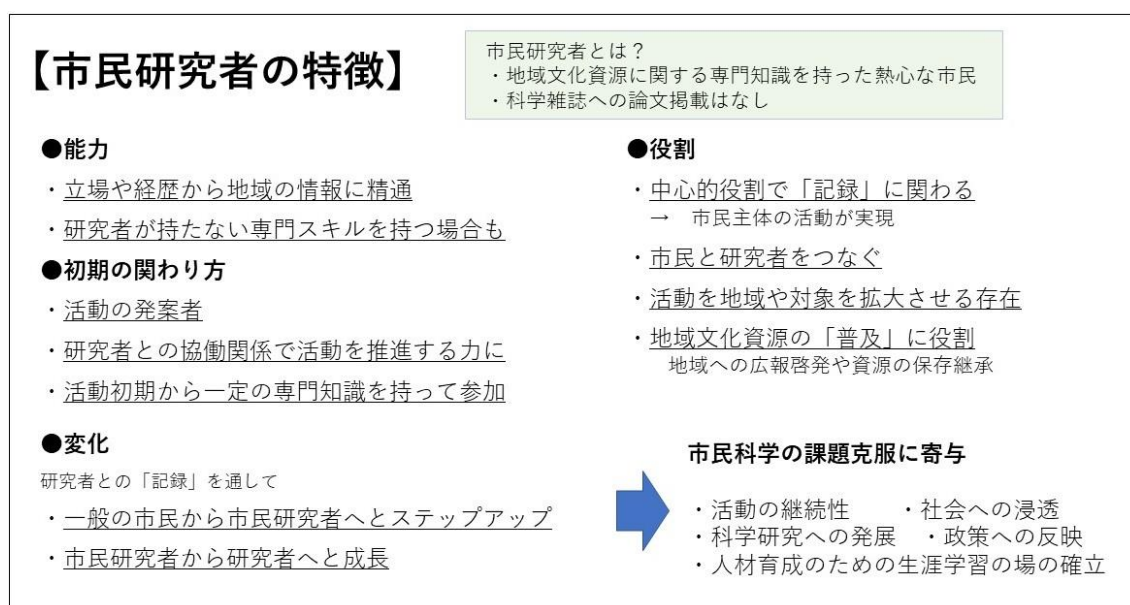 【市民研究者の特徴】
市民研究者とは？
・地域文化資源に関する専門知識を持った熱心な市民
・科学雑誌への論文掲載はなし
●能力
・立場や経歴から地域の情報に精通
・研究者が持たない専門スキルを持つ場合も
●初期の関わり方
・活動の発案者
・研究者との協働関係で活動を推進する力に
・活動初期から一定の専門知識を持って参加
●変化
研究者との「記録」を通して
・一般の市民から市民研究者へとステップアップ
・市民研究者から研究者へと成長
●役割
・中心的役割で「記録」に関わる
→ 市民主体の活動が実現
・市民と研究者をつなぐ
・活動を地域や対象を拡大させる存在
・地域文化資源の「普及」に役割
地域への広報啓発や資源の保存継承
市民科学の課題克服に寄与
・活動の継続性 ・社会への浸透
・科学研究への発展 ・政策への反映
・人材育成のための生涯学習の場の確立